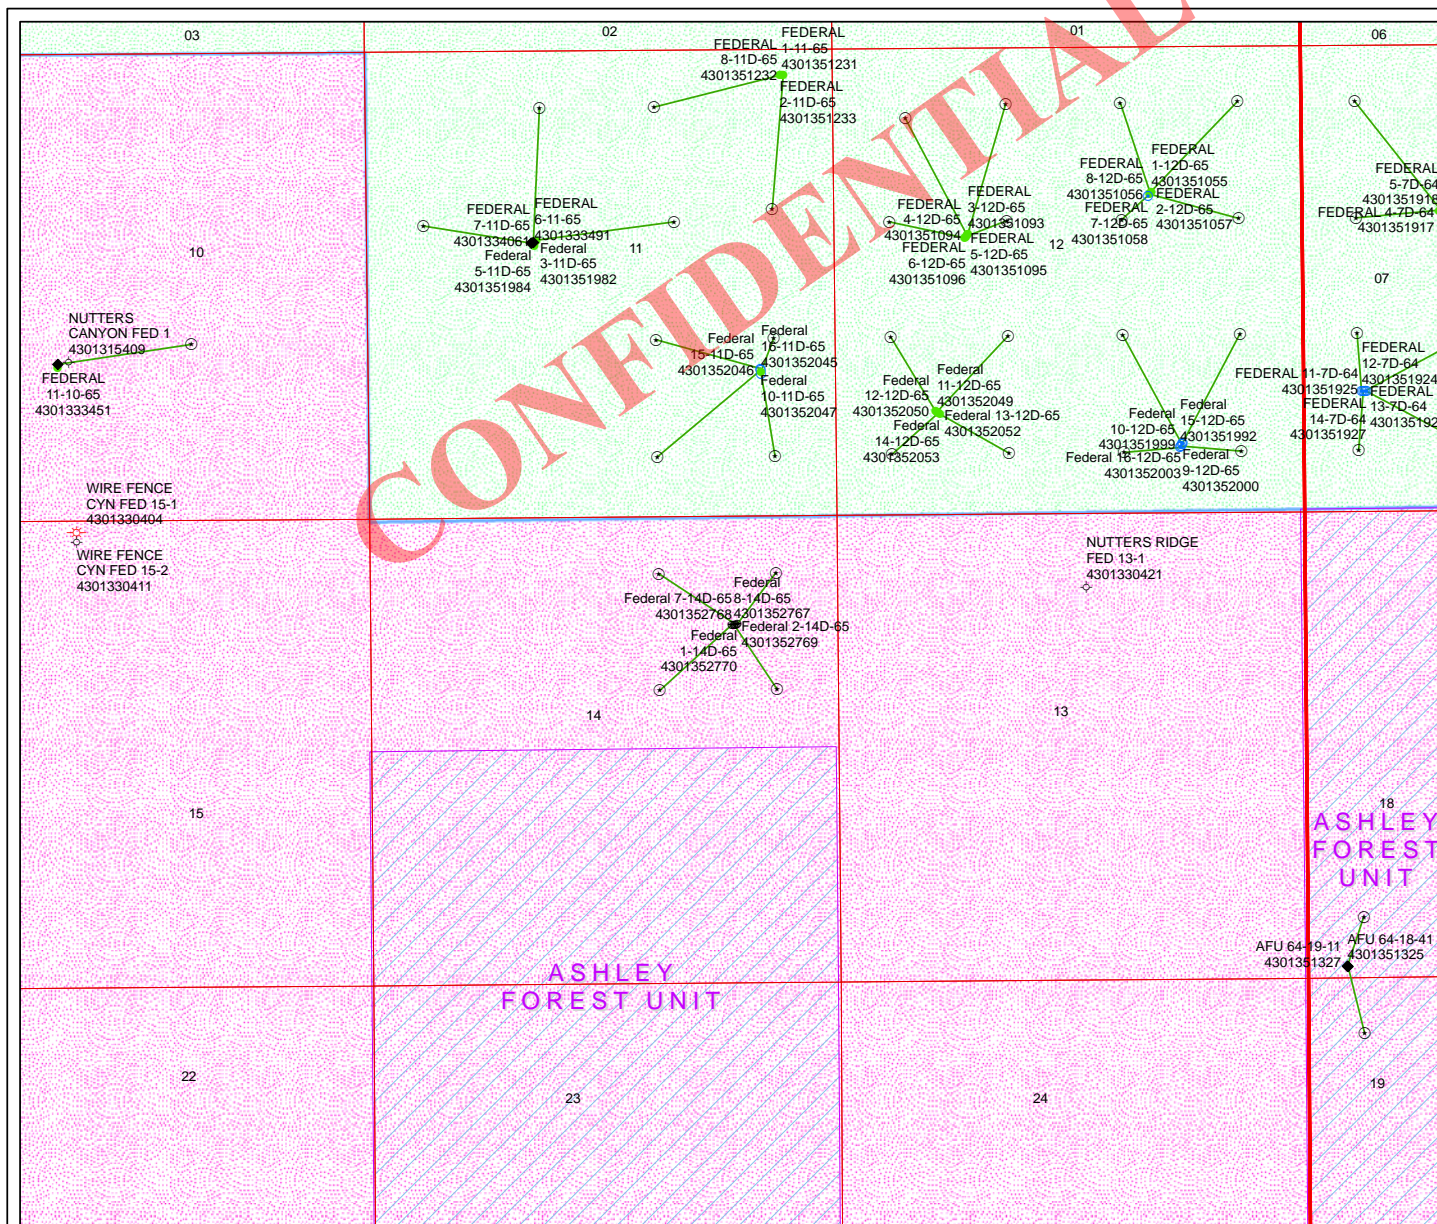 03
02
01
06
FEDERAL
1-11-65
4301351231
FEDERAL
8-11D-65
4301351232
FEDERAL
2-11D-65
4301351233
CONFIDENTIAL
FEDERAL
7-11D-65
4301334061
FEDERAL
6-11-65
4301333491
Federal
5-11D-65
4301351984
Federal
3-11D-65
4301351982
11
10
FEDERAL
4-12D-65
4301351094
FEDERAL
3-12D-65
4301351093
FEDERAL
6-12D-65
4301351096
FEDERAL
5-12D-65
4301351095
12
FEDERAL
8-12D-65
4301351056
FEDERAL
1-12D-65
4301351055
FEDERAL
7-12D-65
4301351058
FEDERAL
2-12D-65
4301351057
FEDERAL
5-7D-64
4301351918
FEDERAL 4-7D-64
4301351917
07
NUTTERS
CANYON FED 1
4301315409
FEDERAL
11-10-65
4301333451
Federal
15-11D-65
4301352046
Federal
16-11D-65
4301352045
Federal
10-11D-65
4301352047
Federal
12-12D-65
4301352050
Federal
11-12D-65
4301352049
Federal 13-12D-65
4301352052
Federal
14-12D-65
4301352053
Federal
10-12D-65
4301351999
Federal
15-12D-65
4301351992
Federal 16-12D-65
4301352003
Federal
9-12D-65
4301352000
FEDERAL
12-7D-64
4301351924
FEDERAL 11-7D-64
4301351925
FEDERAL
13-7D-64
430135192
FEDERAL
14-7D-64
4301351927
WIRE FENCE
CYN FED 15-1
4301330404
WIRE FENCE
CYN FED 15-2
4301330411
NUTTERS RIDGE
FED 13-1
4301330421
Federal 7-14D-65
4301352768
Federal
8-14D-65
4301352767
Federal 2-14D-65
4301352769
Federal
1-14D-65
4301352770
14
13
15
18
ASHLEY
FOREST
UNIT
AFU 64-19-11
4301351327
AFU 64-18-41
4301351325
ASHLEY
FOREST UNIT
22
23
24
19